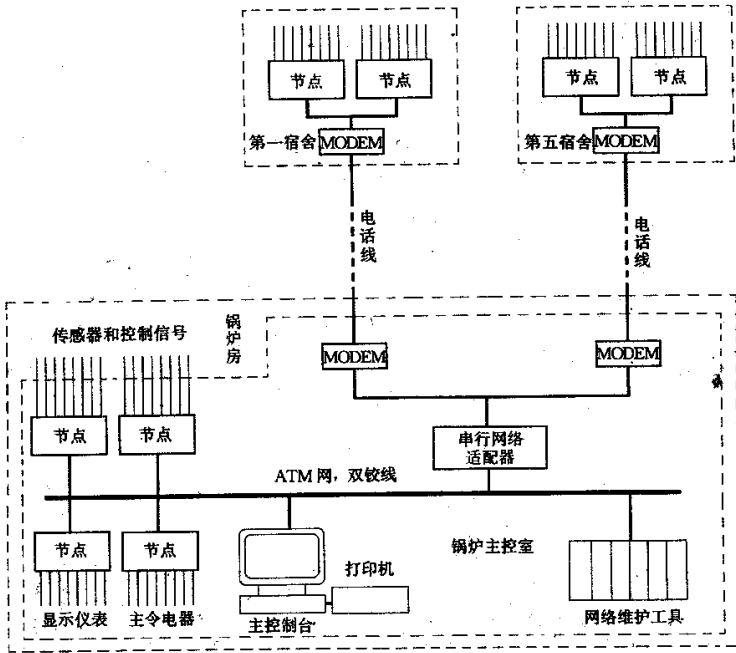 节点
节点
节点
节点
第一宿舍
MODEM
第五宿舍
MODEM
电话线
电话线
传感器和控制信号
锅炉房
MODEM
MODEM
节点
节点
串行网络
适配器
ATM 网，双铰线
节点
节点
锅炉主控室
打印机
显示仪表
主令电器
主控制台
网络维护工具